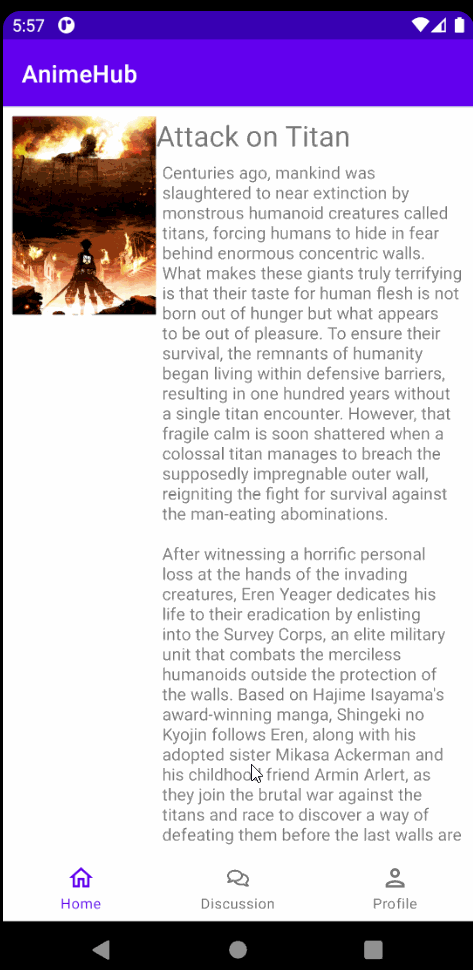 5:57
AnimeHub
Attack on Titan
Centuries ago, mankind was
slaughtered to near extinction by
monstrous humanoid creatures called
titans, forcing humans to hide in fear
behind enormous concentric walls.
What makes these giants truly terrifying
is that their taste for human flesh is not
born out of hunger but what appears
to be out of pleasure. To ensure their
survival, the remnants of humanity
began living within defensive barriers,
resulting in one hundred years without
a single titan encounter. However, that
fragile calm is soon shattered when a
colossal titan manages to breach the
supposedly impregnable outer wall,
reigniting the fight for survival against
the man-eating abominations.
After witnessing a horrific personal
loss at the hands of the invading
creatures, Eren Yeager dedicates his
life to their eradication by enlisting
into the Survey Corps, an elite military
unit that combats the merciless
humanoids outside the protection of
the walls. Based on Hajime Isayama's
award-winning manga, Shingeki no
Kyojin follows Eren, along with his
adopted sister Mikasa Ackerman and
his childhood friend Armin Arlert, as
they join the brutal war against the
titans and race to discover a way of
defeating them before the last walls are
Home
Discussion
Profile